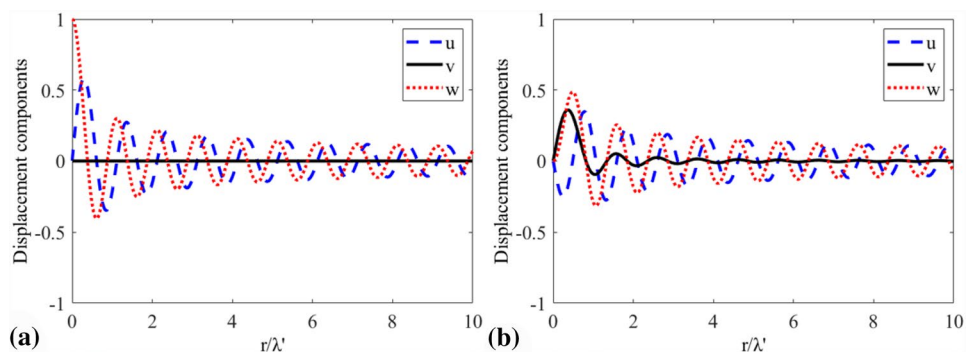 1
0.5
0
-0.5
-1
Displacement components
u
v
w
0 2 4 6 8 10
r/λ'
(a)
1
0.5
0
-0.5
-1
Displacement components
u
v
w
0 2 4 6 8 10
r/λ'
(b)